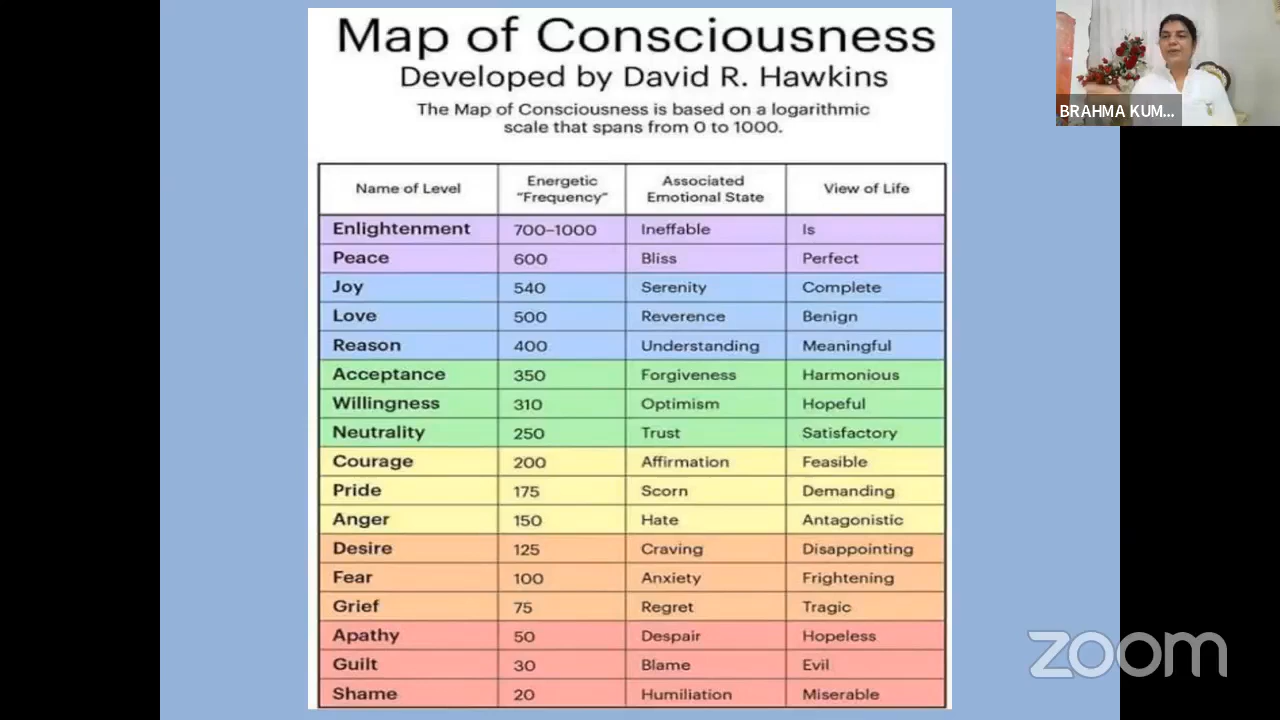 Map of Consciousness
Developed by David R. Hawkins
The Map of Consciousness is based on a logarithmic
scale that spans from 0 to 1000.
BRAHMA KUM...
Name of Level Energetic "Frequency" Associated Emotional State View of Life
Enlightenment 700–1000 Ineffable Is
Peace 600 Bliss Perfect
Joy 540 Serenity Complete
Love 500 Reverence Benign
Reason 400 Understanding Meaningful
Acceptance 350 Forgiveness Harmonious
Willingness 310 Optimism Hopeful
Neutrality 250 Trust Satisfactory
Courage 200 Affirmation Feasible
Pride 175 Scorn Demanding
Anger 150 Hate Antagonistic
Desire 125 Craving Disappointing
Fear 100 Anxiety Frightening
Grief 75 Regret Tragic
Apathy 50 Despair Hopeless
Guilt 30 Blame Evil
Shame 20 Humiliation Miserable
zoom